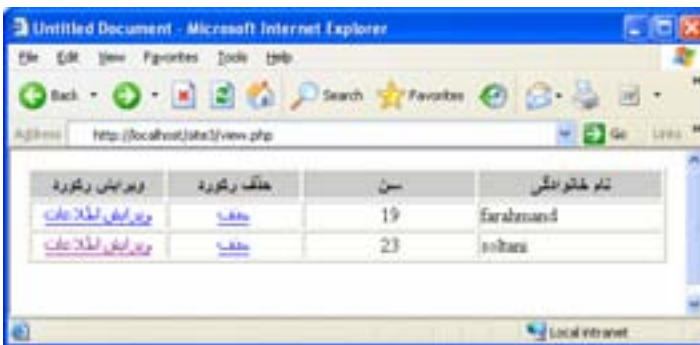 Untitled Document - Microsoft Internet Explorer
File Edit View Favorites Tools Help
Back Search Favorites
Address http://localhost/site3/view.php Go Links
نام خانوادگی سن حذف رکورد ویرایش رکورد
farahmand 19 حذف ویرایش اطلاعات
soltani 23 حذف ویرایش اطلاعات
Local intranet